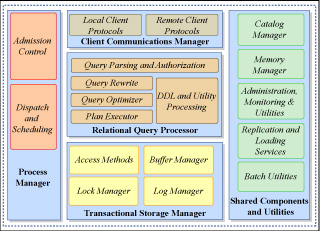 Admission
Control
Dispatch
and
Scheduling
Process
Manager
Local Client
Protocols
Remote Client
Protocols
Client Communications Manager
Query Parsing and Authorization
Query Rewrite
Query Optimizer
Plan Executor
DDL and Utility
Processing
Relational Query Processor
Access Methods
Buffer Manager
Lock Manager
Log Manager
Transactional Storage Manager
Catalog
Manager
Memory
Manager
Administration,
Monitoring &
Utilities
Replication and
Loading
Services
Batch Utilities
Shared Components
and Utilities